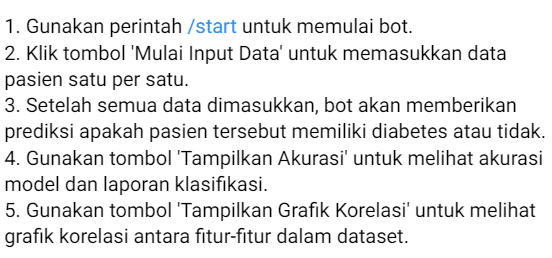 1. Gunakan perintah /start untuk memulai bot.
2. Klik tombol 'Mulai Input Data' untuk memasukkan data
pasien satu per satu.
3. Setelah semua data dimasukkan, bot akan memberikan
prediksi apakah pasien tersebut memiliki diabetes atau tidak.
4. Gunakan tombol 'Tampilkan Akurasi' untuk melihat akurasi
model dan laporan klasifikasi.
5. Gunakan tombol 'Tampilkan Grafik Korelasi' untuk melihat
grafik korelasi antara fitur-fitur dalam dataset.